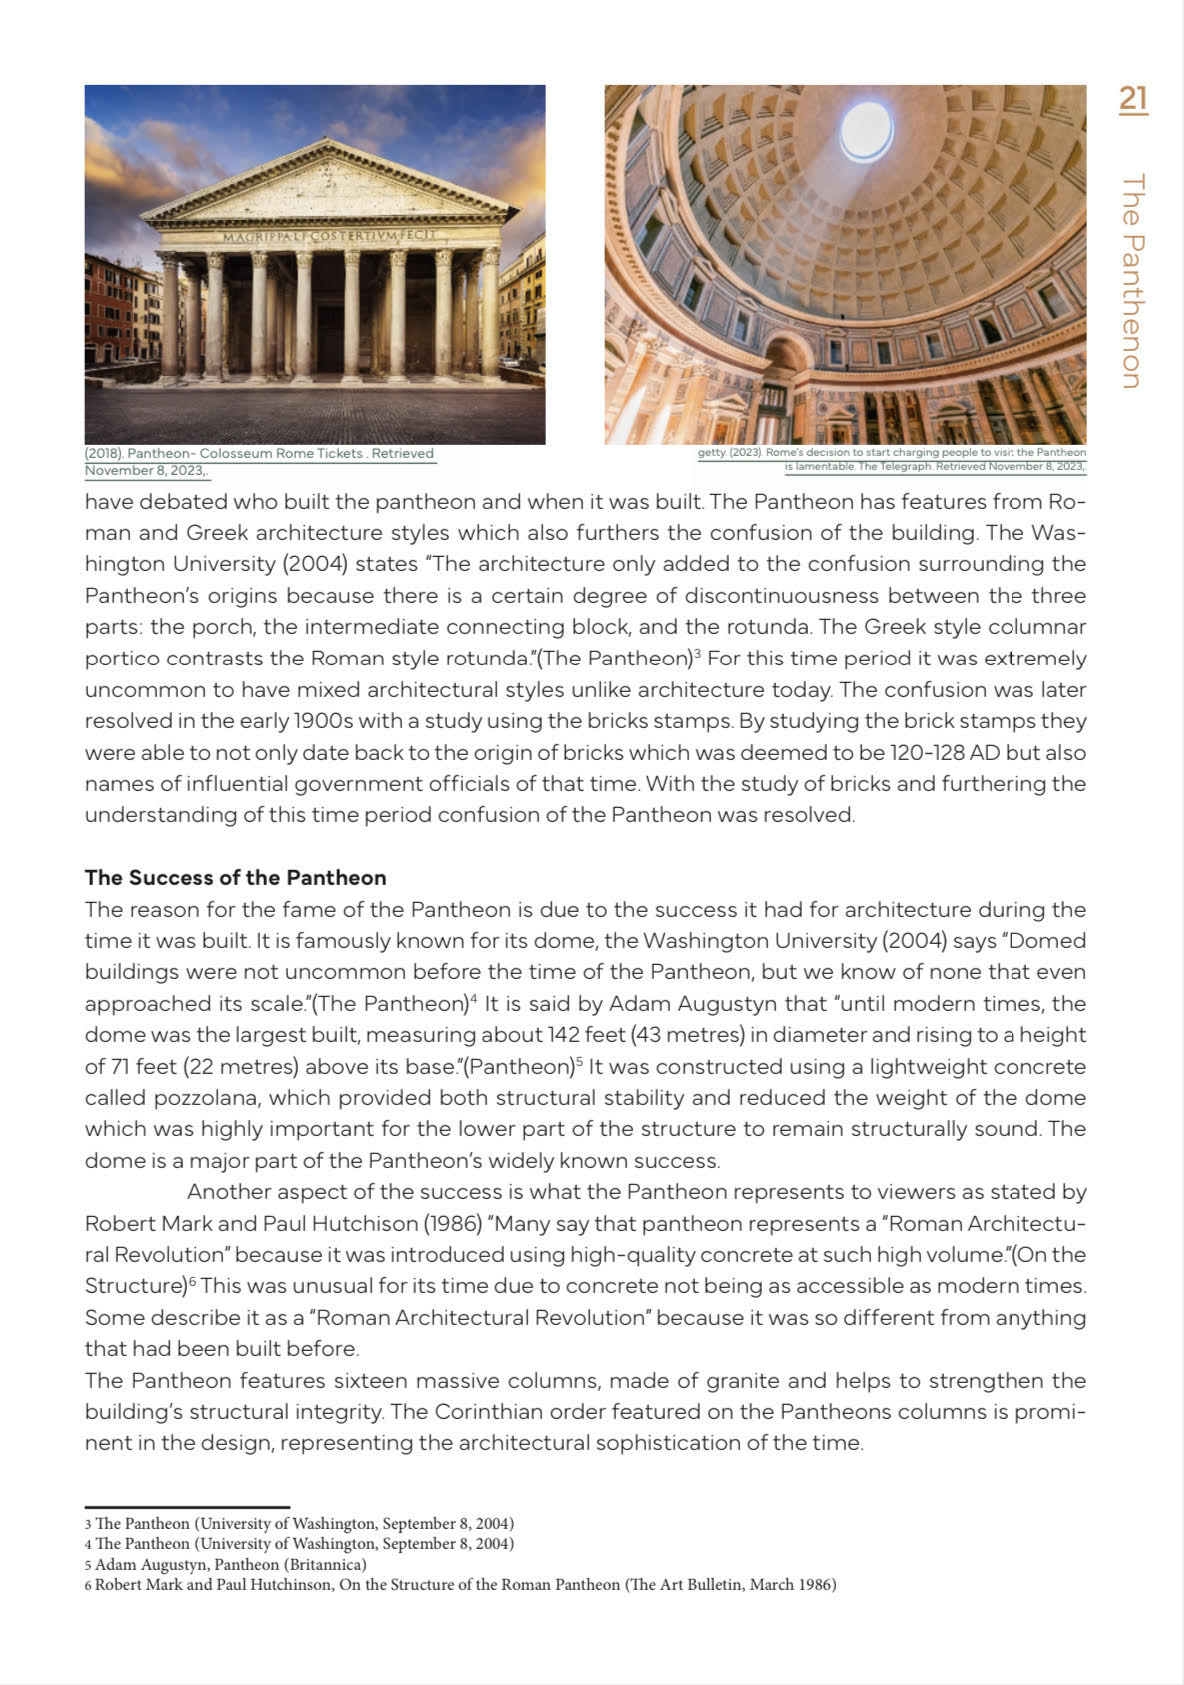 21
The Panthenon
M·AGRIPPA·L·F·COS·TERTIVM·FECIT
(2018). Pantheon- Colosseum Rome Tickets . Retrieved
November 8, 2023,.
getty. (2023). Rome's decision to start charging people to visit the Pantheon
is lamentable. The Telegraph. Retrieved November 8, 2023,.
have debated who built the pantheon and when it was built. The Pantheon has features from Ro-
man and Greek architecture styles which also furthers the confusion of the building. The Was-
hington University (2004) states “The architecture only added to the confusion surrounding the
Pantheon’s origins because there is a certain degree of discontinuousness between the three
parts: the porch, the intermediate connecting block, and the rotunda. The Greek style columnar
portico contrasts the Roman style rotunda.”(The Pantheon)3 For this time period it was extremely
uncommon to have mixed architectural styles unlike architecture today. The confusion was later
resolved in the early 1900s with a study using the bricks stamps. By studying the brick stamps they
were able to not only date back to the origin of bricks which was deemed to be 120-128 AD but also
names of influential government officials of that time. With the study of bricks and furthering the
understanding of this time period confusion of the Pantheon was resolved.
The Success of the Pantheon
The reason for the fame of the Pantheon is due to the success it had for architecture during the
time it was built. It is famously known for its dome, the Washington University (2004) says “Domed
buildings were not uncommon before the time of the Pantheon, but we know of none that even
approached its scale.”(The Pantheon)4 It is said by Adam Augustyn that “until modern times, the
dome was the largest built, measuring about 142 feet (43 metres) in diameter and rising to a height
of 71 feet (22 metres) above its base.”(Pantheon)5 It was constructed using a lightweight concrete
called pozzolana, which provided both structural stability and reduced the weight of the dome
which was highly important for the lower part of the structure to remain structurally sound. The
dome is a major part of the Pantheon’s widely known success.
Another aspect of the success is what the Pantheon represents to viewers as stated by
Robert Mark and Paul Hutchison (1986) “Many say that pantheon represents a “Roman Architectu-
ral Revolution” because it was introduced using high-quality concrete at such high volume.”(On the
Structure)6 This was unusual for its time due to concrete not being as accessible as modern times.
Some describe it as a “Roman Architectural Revolution” because it was so different from anything
that had been built before.
The Pantheon features sixteen massive columns, made of granite and helps to strengthen the
building’s structural integrity. The Corinthian order featured on the Pantheons columns is promi-
nent in the design, representing the architectural sophistication of the time.
3 The Pantheon (University of Washington, September 8, 2004)
4 The Pantheon (University of Washington, September 8, 2004)
5 Adam Augustyn, Pantheon (Britannica)
6 Robert Mark and Paul Hutchinson, On the Structure of the Roman Pantheon (The Art Bulletin, March 1986)